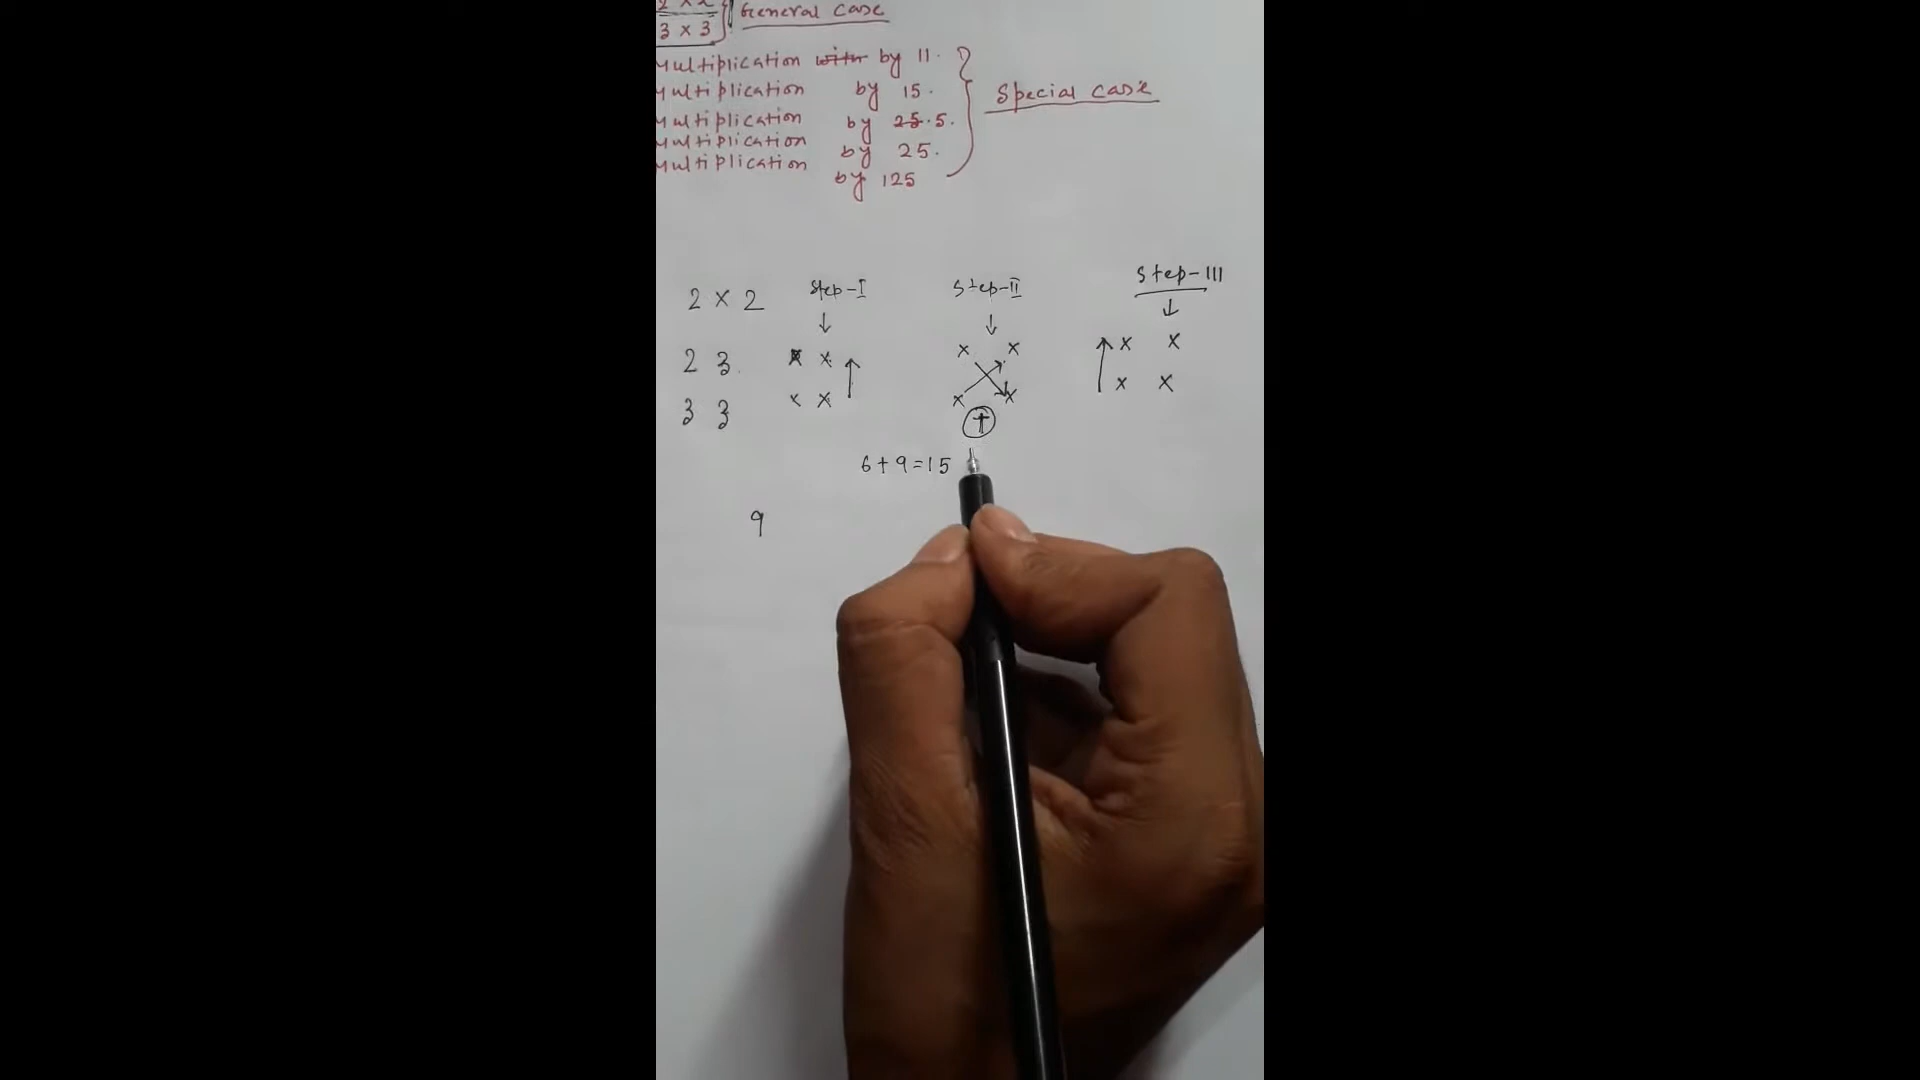 2 × 2
3 × 3 General case
Multiplication with by 11.
Multiplication by 15.
Multiplication by 25. 5.
Multiplication by 25.
Multiplication by 125
Special case
2 × 2
Step-I
Step-II
Step-III
2 3
3 3
× ×
× ×
× ×
× ×
+
× ×
× ×
6+9=15
9